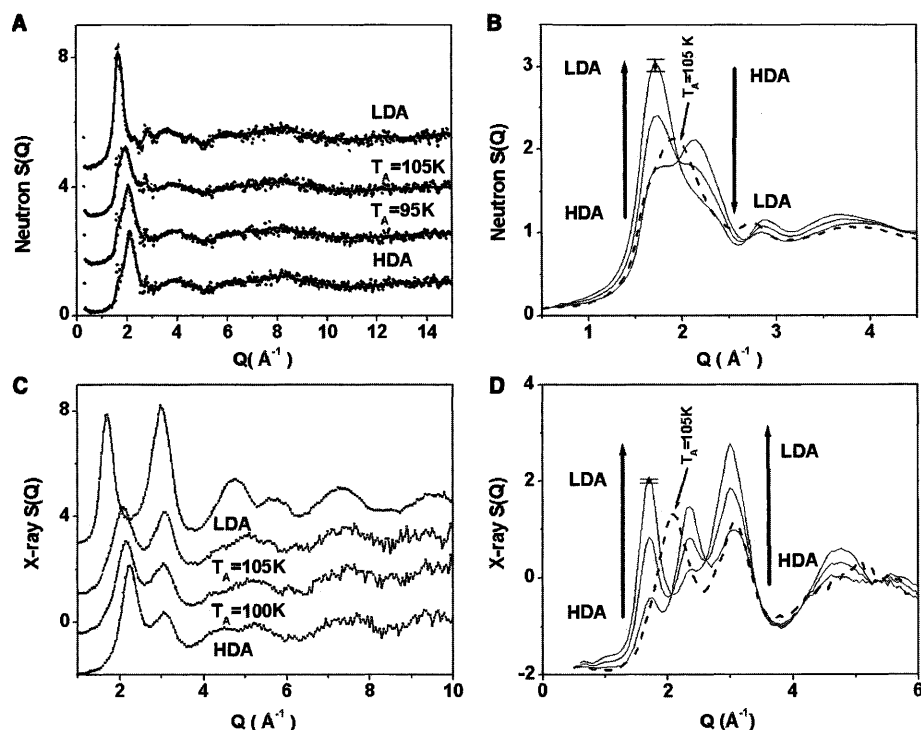 A
8
4
0
Neutron S(Q)
LDA
T_A=105K
T_A=95K
HDA
0 2 4 6 8 10 12 14
Q( Å⁻¹)
B
3
2
1
0
Neutron S(Q)
LDA
HDA
T_A=105 K
HDA
LDA
1 2 3 4
Q ( Å⁻¹)
C
8
4
0
X-ray S(Q)
LDA
T_A=105K
T_A=100K
HDA
2 4 6 8 10
Q ( Å⁻¹)
D
4
2
0
-2
X-ray S(Q)
LDA
T_A=105K
LDA
HDA
HDA
0 2 4 6
Q (Å⁻¹)